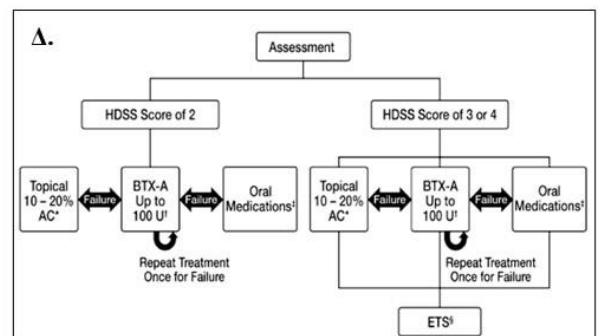 Δ.
Assessment
HDSS Score of 2
HDSS Score of 3 or 4
Topical
10 – 20%
AC*
Failure
BTX-A
Up to
100 U†
Failure
Oral
Medications‡
Repeat Treatment
Once for Failure
Topical
10 – 20%
AC*
Failure
BTX-A
Up to
100 U†
Failure
Oral
Medications‡
Repeat Treatment
Once for Failure
ETS§